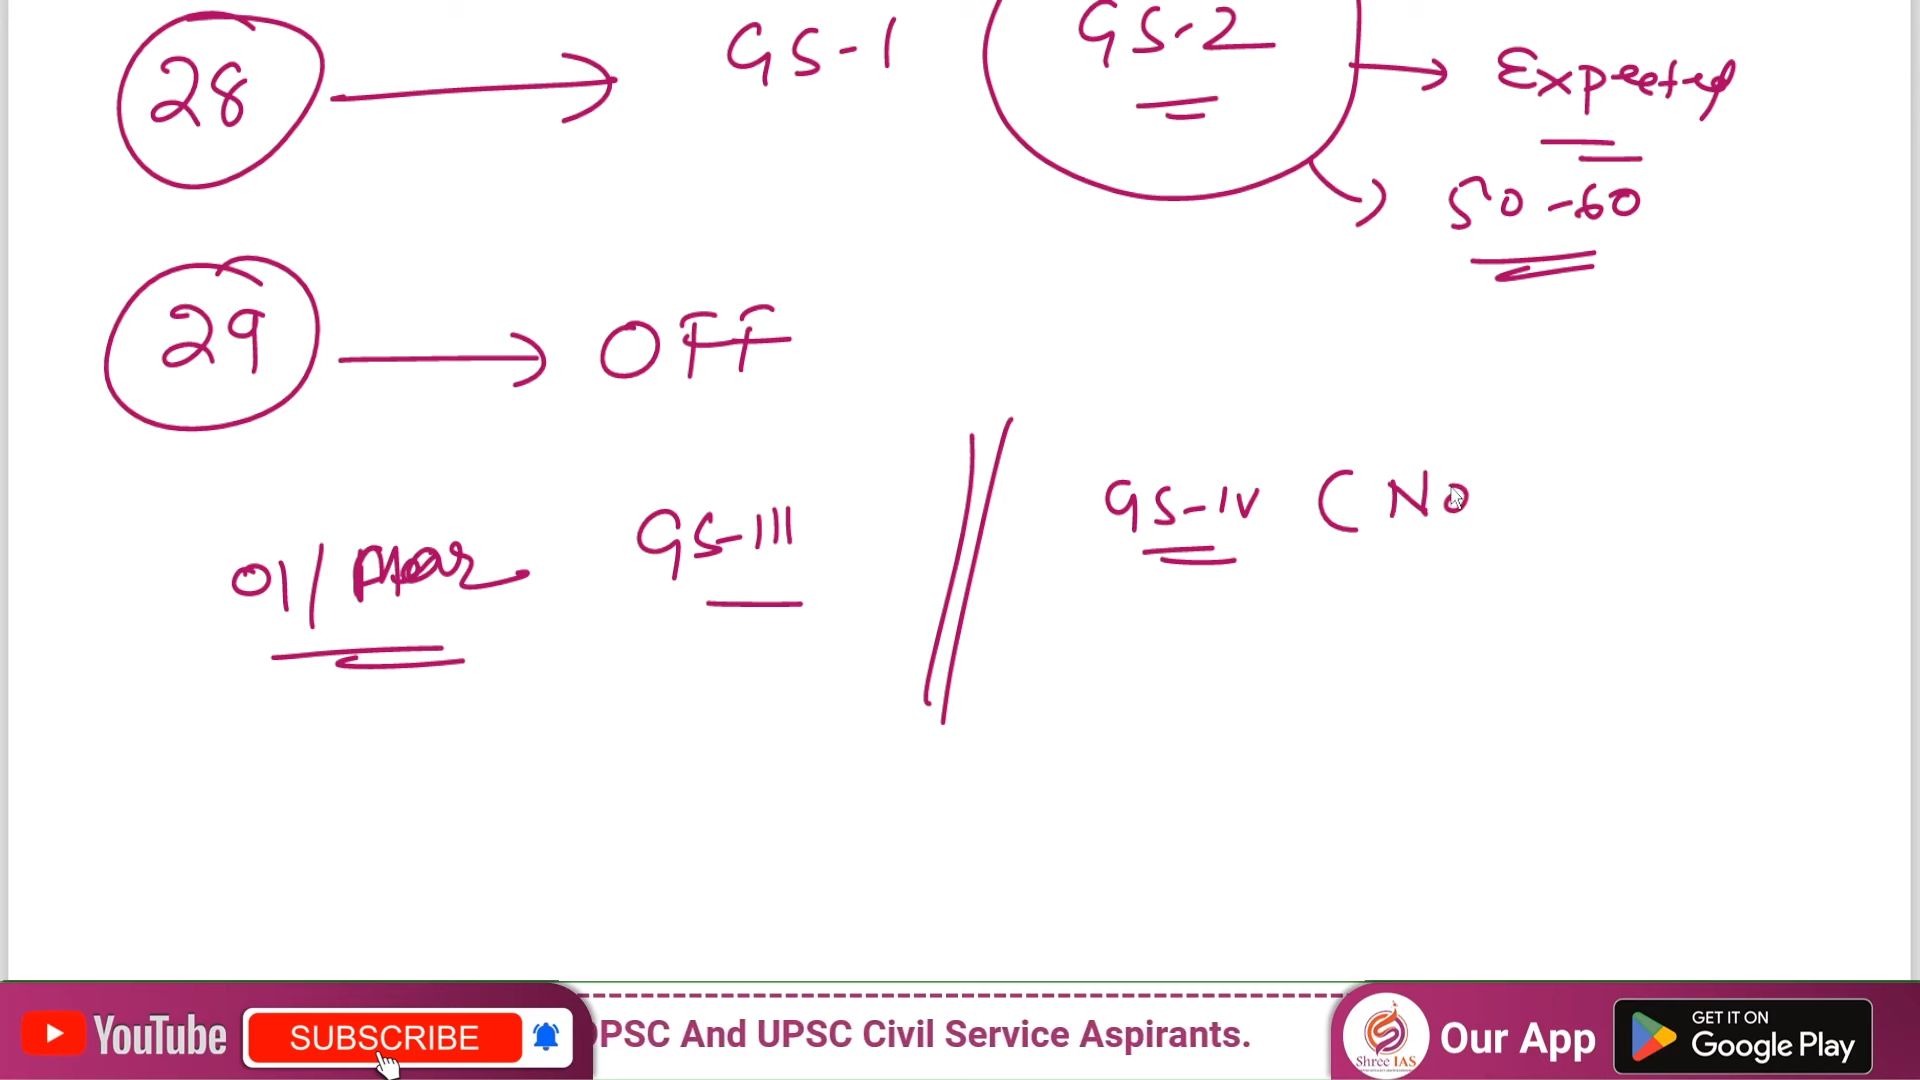 28 → GS-1 GS-2 → Expected
→ 50-60
29 → OFF
01/Mar GS-III // GS-IV (No
YouTube SUBSCRIBE OPSC And UPSC Civil Service Aspirants.
Shree IAS
Our App
GET IT ON
Google Play